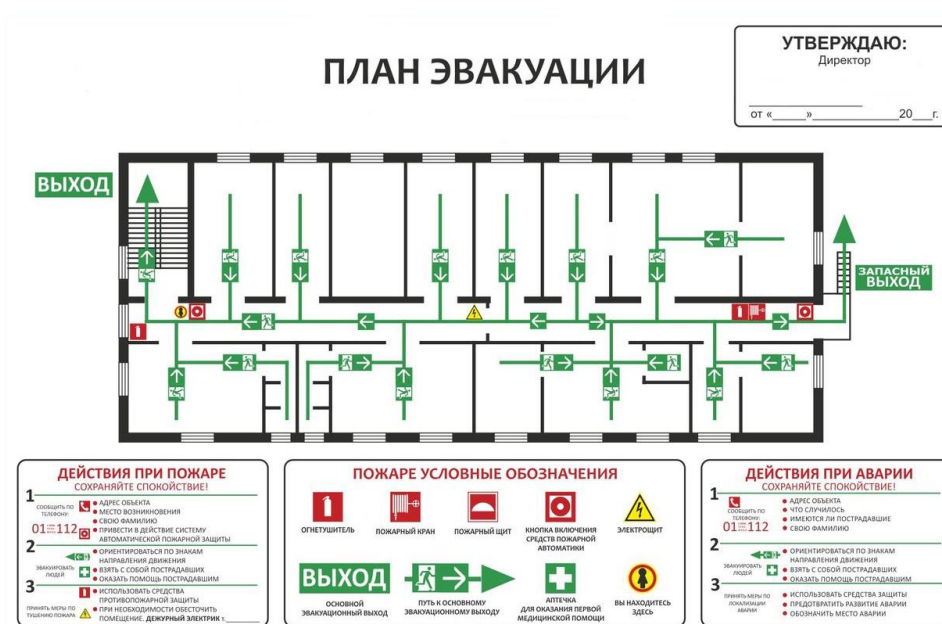 УТВЕРЖДАЮ:
Директор
от «_____»_____________20___г.
ПЛАН ЭВАКУАЦИИ
ВЫХОД
ЗАПАСНЫЙ
ВЫХОД
ДЕЙСТВИЯ ПРИ ПОЖАРЕ
СОХРАНЯЙТЕ СПОКОЙСТВИЕ!
1
СООБЩИТЬ ПО
ТЕЛЕФОНУ:
01 112
АДРЕС ОБЪЕКТА
МЕСТО ВОЗНИКНОВЕНИЯ
СВОЮ ФАМИЛИЮ
ПРИВЕСТИ В ДЕЙСТВИЕ СИСТЕМУ
АВТОМАТИЧЕСКОЙ ПОЖАРНОЙ ЗАЩИТЫ
2
ЭВАКУИРОВАТЬ
ЛЮДЕЙ
ОРИЕНТИРОВАТЬСЯ ПО ЗНАКАМ
НАПРАВЛЕНИЯ ДВИЖЕНИЯ
ВЗЯТЬ С СОБОЙ ПОСТРАДАВШИХ
ОКАЗАТЬ ПОМОЩЬ ПОСТРАДАВШИМ
3
ПРИНЯТЬ МЕРЫ ПО
ТУШЕНИЮ ПОЖАРА
ИСПОЛЬЗОВАТЬ СРЕДСТВА
ПРОТИВОПОЖАРНОЙ ЗАЩИТЫ
ПРИ НЕОБХОДИМОСТИ ОБЕСТОЧИТЬ
ПОМЕЩЕНИЕ. ДЕЖУРНЫЙ ЭЛЕКТРИК т._______
ПОЖАРЕ УСЛОВНЫЕ ОБОЗНАЧЕНИЯ
ОГНЕТУШИТЕЛЬ
ПОЖАРНЫЙ КРАН
ПОЖАРНЫЙ ЩИТ
КНОПКА ВКЛЮЧЕНИЯ
СРЕДСТВ ПОЖАРНОЙ
АВТОМАТИКИ
ЭЛЕКТРОЩИТ
ВЫХОД
ОСНОВНОЙ
ЭВАКУАЦИОННЫЙ ВЫХОД
ПУТЬ К ОСНОВНОМУ
ЭВАКУАЦИОННОМУ ВЫХОДУ
АПТЕЧКА
ДЛЯ ОКАЗАНИЯ ПЕРВОЙ
МЕДИЦИНСКОЙ ПОМОЩИ
ВЫ НАХОДИТЕСЬ
ЗДЕСЬ
ДЕЙСТВИЯ ПРИ АВАРИИ
СОХРАНЯЙТЕ СПОКОЙСТВИЕ!
1
СООБЩИТЬ ПО
ТЕЛЕФОНУ:
01 112
АДРЕС ОБЪЕКТА
ЧТО СЛУЧИЛОСЬ
ИМЕЮТСЯ ЛИ ПОСТРАДАВШИЕ
СВОЮ ФАМИЛИЮ
2
ЭВАКУИРОВАТЬ
ЛЮДЕЙ
ОРИЕНТИРОВАТЬСЯ ПО ЗНАКАМ
НАПРАВЛЕНИЯ ДВИЖЕНИЯ
ВЗЯТЬ С СОБОЙ ПОСТРАДАВШИХ
ОКАЗАТЬ ПОМОЩЬ ПОСТРАДАВШИМ
3
ПРИНЯТЬ МЕРЫ ПО
ЛОКАЛИЗАЦИИ
АВАРИИ
ИСПОЛЬЗОВАТЬ СРЕДСТВА ЗАЩИТЫ
ПРЕДОТВРАТИТЬ РАЗВИТИЕ АВАРИИ
ОБОЗНАЧИТЬ МЕСТО АВАРИИ